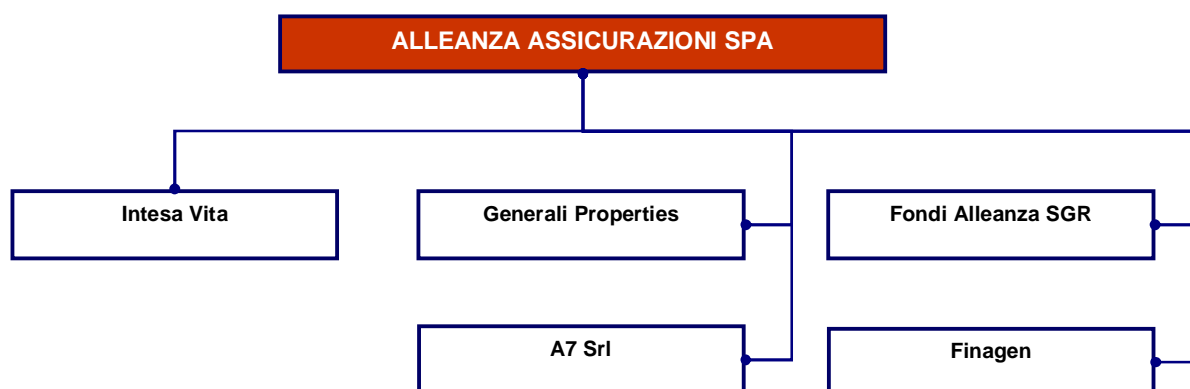 ALLEANZA ASSICURAZIONI SPA
Intesa Vita
Generali Properties
Fondi Alleanza SGR
A7 Srl
Finagen